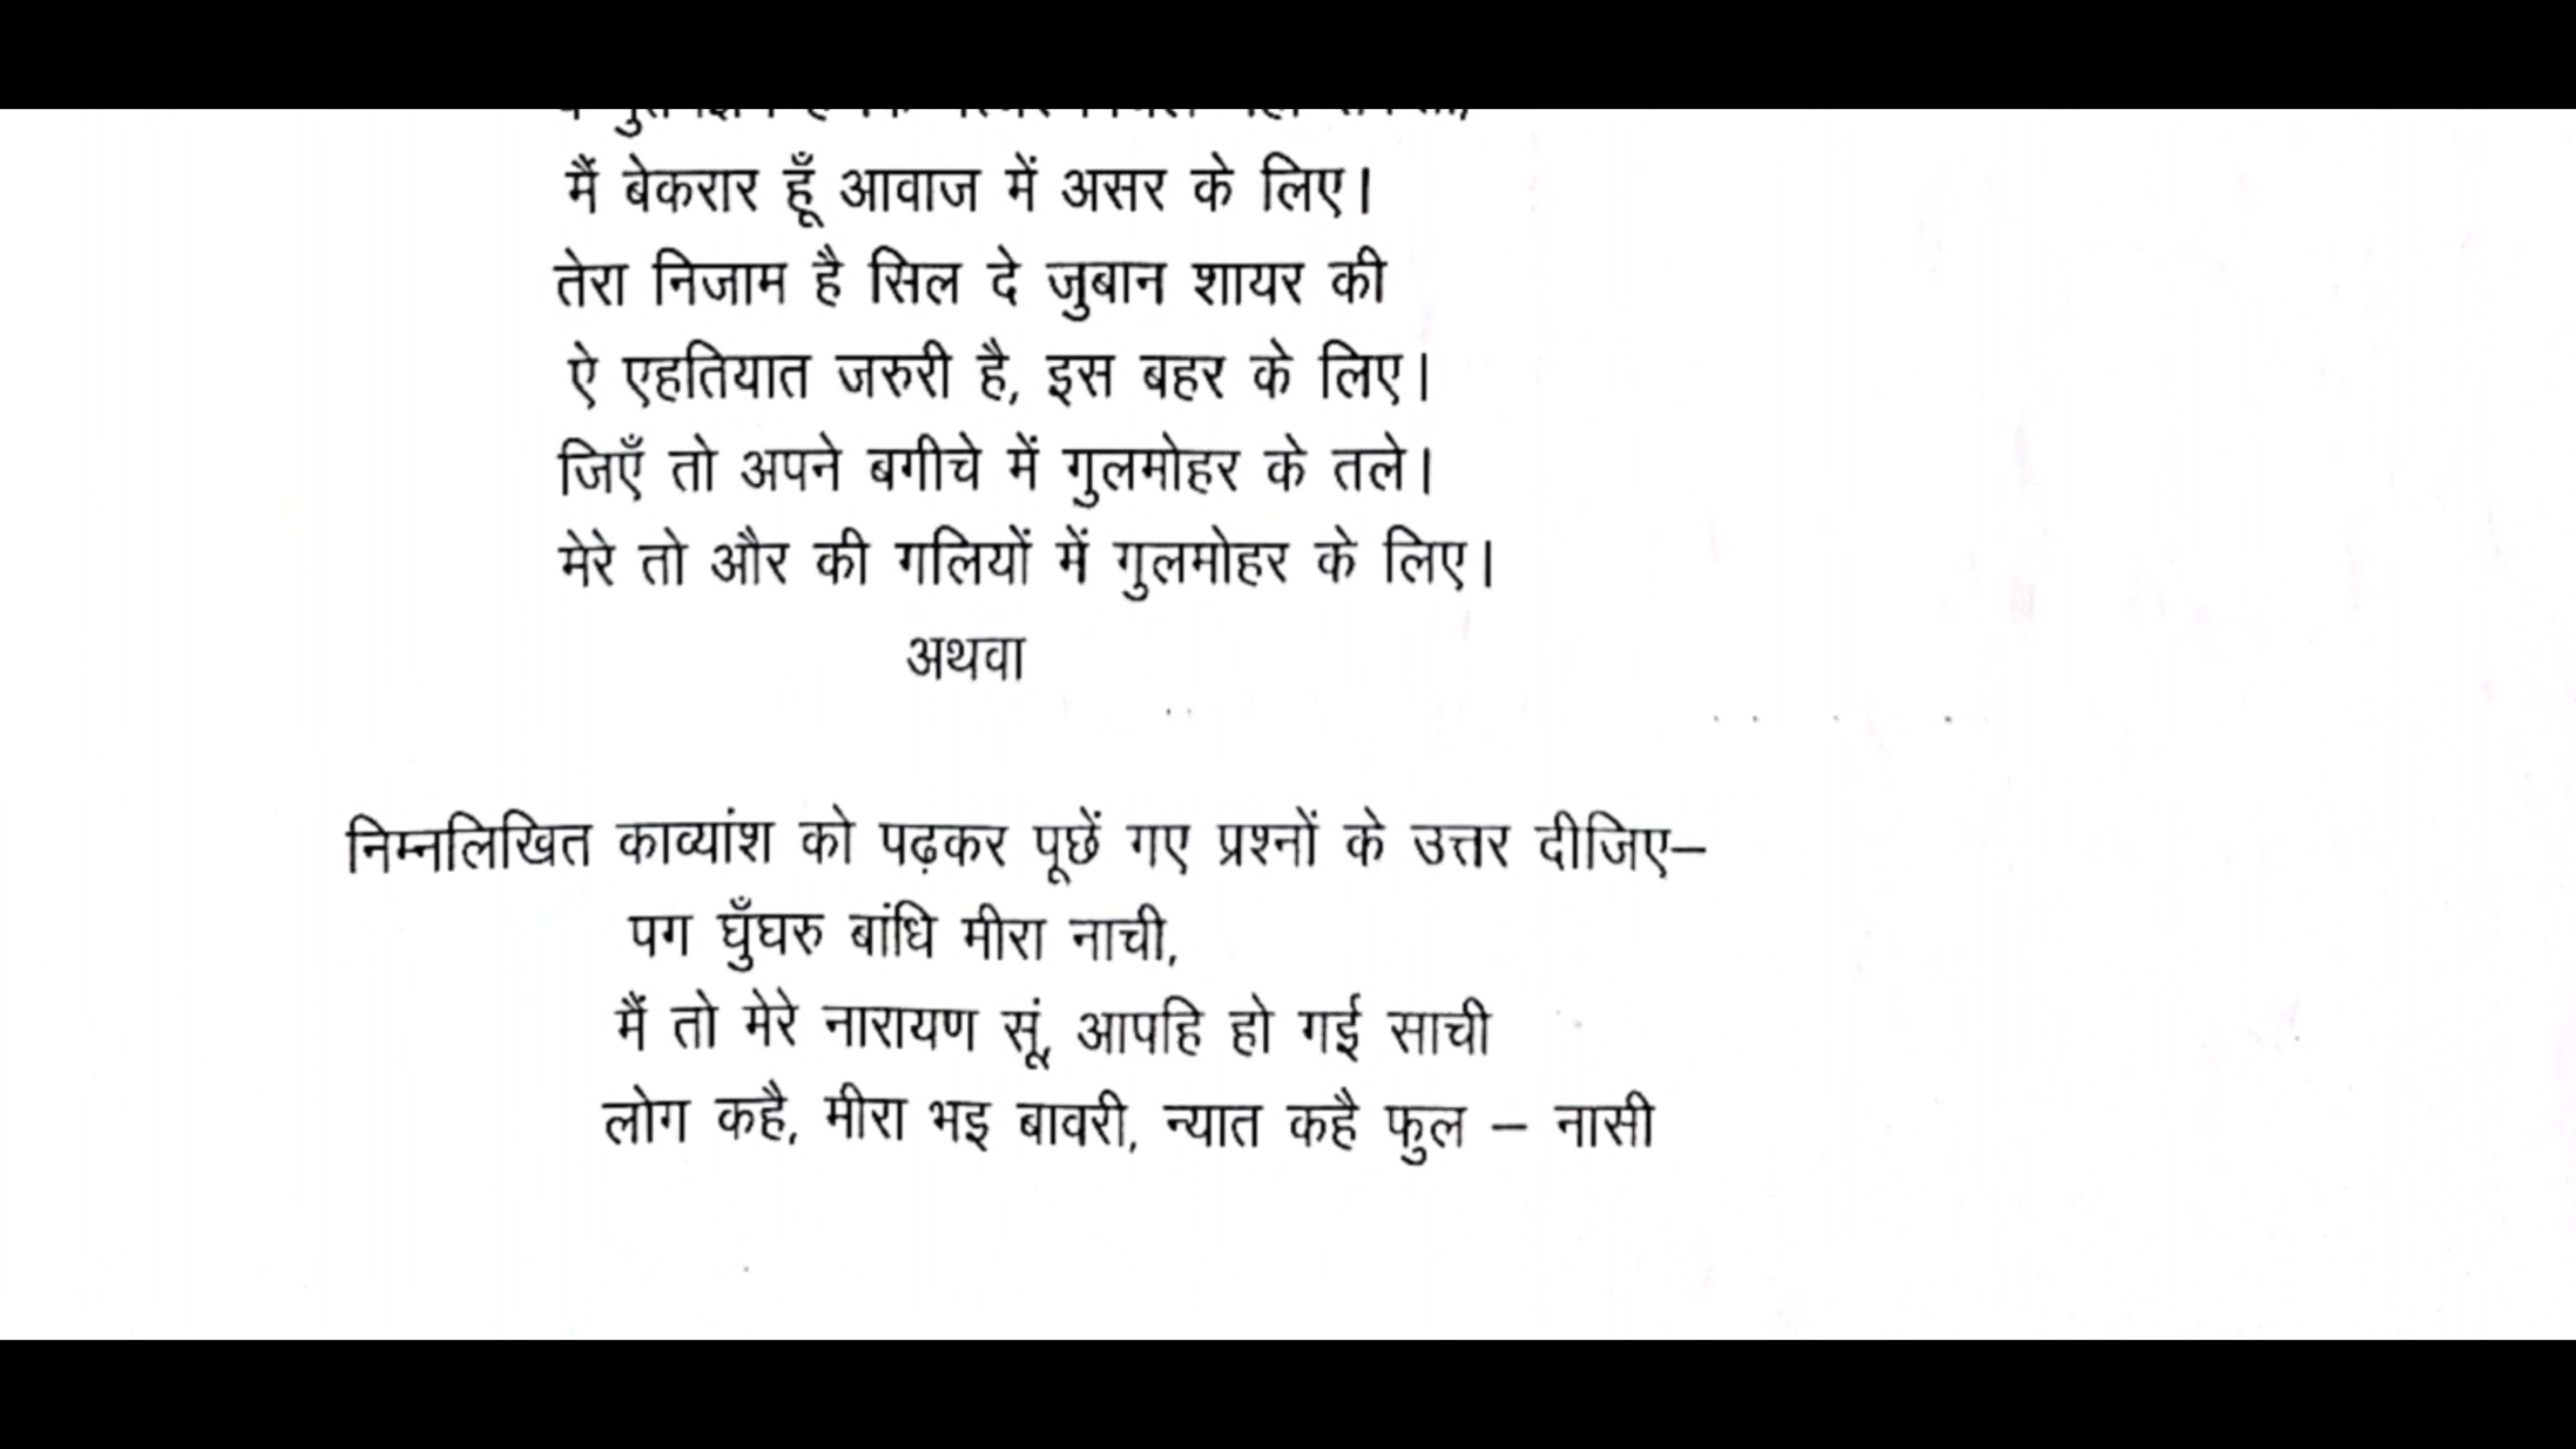 मैं बेकरार हूँ आवाज में असर के लिए।
तेरा निजाम है सिल दे जुबान शायर की
ऐ एहतियात जरुरी है, इस बहर के लिए।
जिएँ तो अपने बगीचे में गुलमोहर के तले।
मेरे तो और की गलियों में गुलमोहर के लिए।
अथवा
निम्नलिखित काव्यांश को पढ़कर पूछें गए प्रश्नों के उत्तर दीजिए–
पग घुँघरु बांधि मीरा नाची,
मैं तो मेरे नारायण सूं, आपहि हो गई साची
लोग कहै, मीरा भइ बावरी, न्यात कहै फुल – नासी